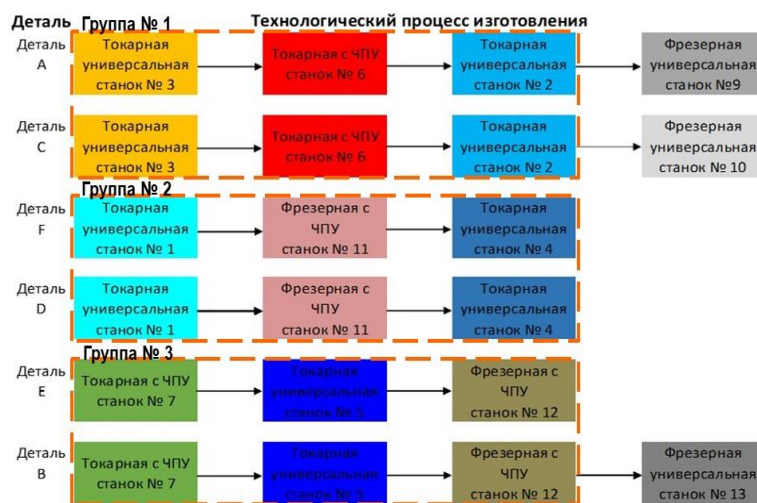 Деталь Группа № 1 Технологический процесс изготовления
Деталь
A
Токарная
универсальная
станок № 3
Токарная с ЧПУ
станок № 6
Токарная
универсальная
станок № 2
Фрезерная
универсальная
станок №9
Деталь
C
Токарная
универсальная
станок № 3
Токарная с ЧПУ
станок № 6
Токарная
универсальная
станок № 2
Фрезерная
универсальная
станок № 10
Группа № 2
Деталь
F
Токарная
универсальная
станок № 1
Фрезерная с
ЧПУ
станок № 11
Токарная
универсальная
станок № 4
Деталь
D
Токарная
универсальная
станок № 1
Фрезерная с
ЧПУ
станок № 11
Токарная
универсальная
станок № 4
Группа № 3
Деталь
E
Токарная с ЧПУ
станок № 7
Токарная
универсальная
станок № 5
Фрезерная с
ЧПУ
станок № 12
Деталь
B
Токарная с ЧПУ
станок № 7
Токарная
универсальная
станок № 5
Фрезерная с
ЧПУ
станок № 12
Фрезерная
универсальная
станок № 13